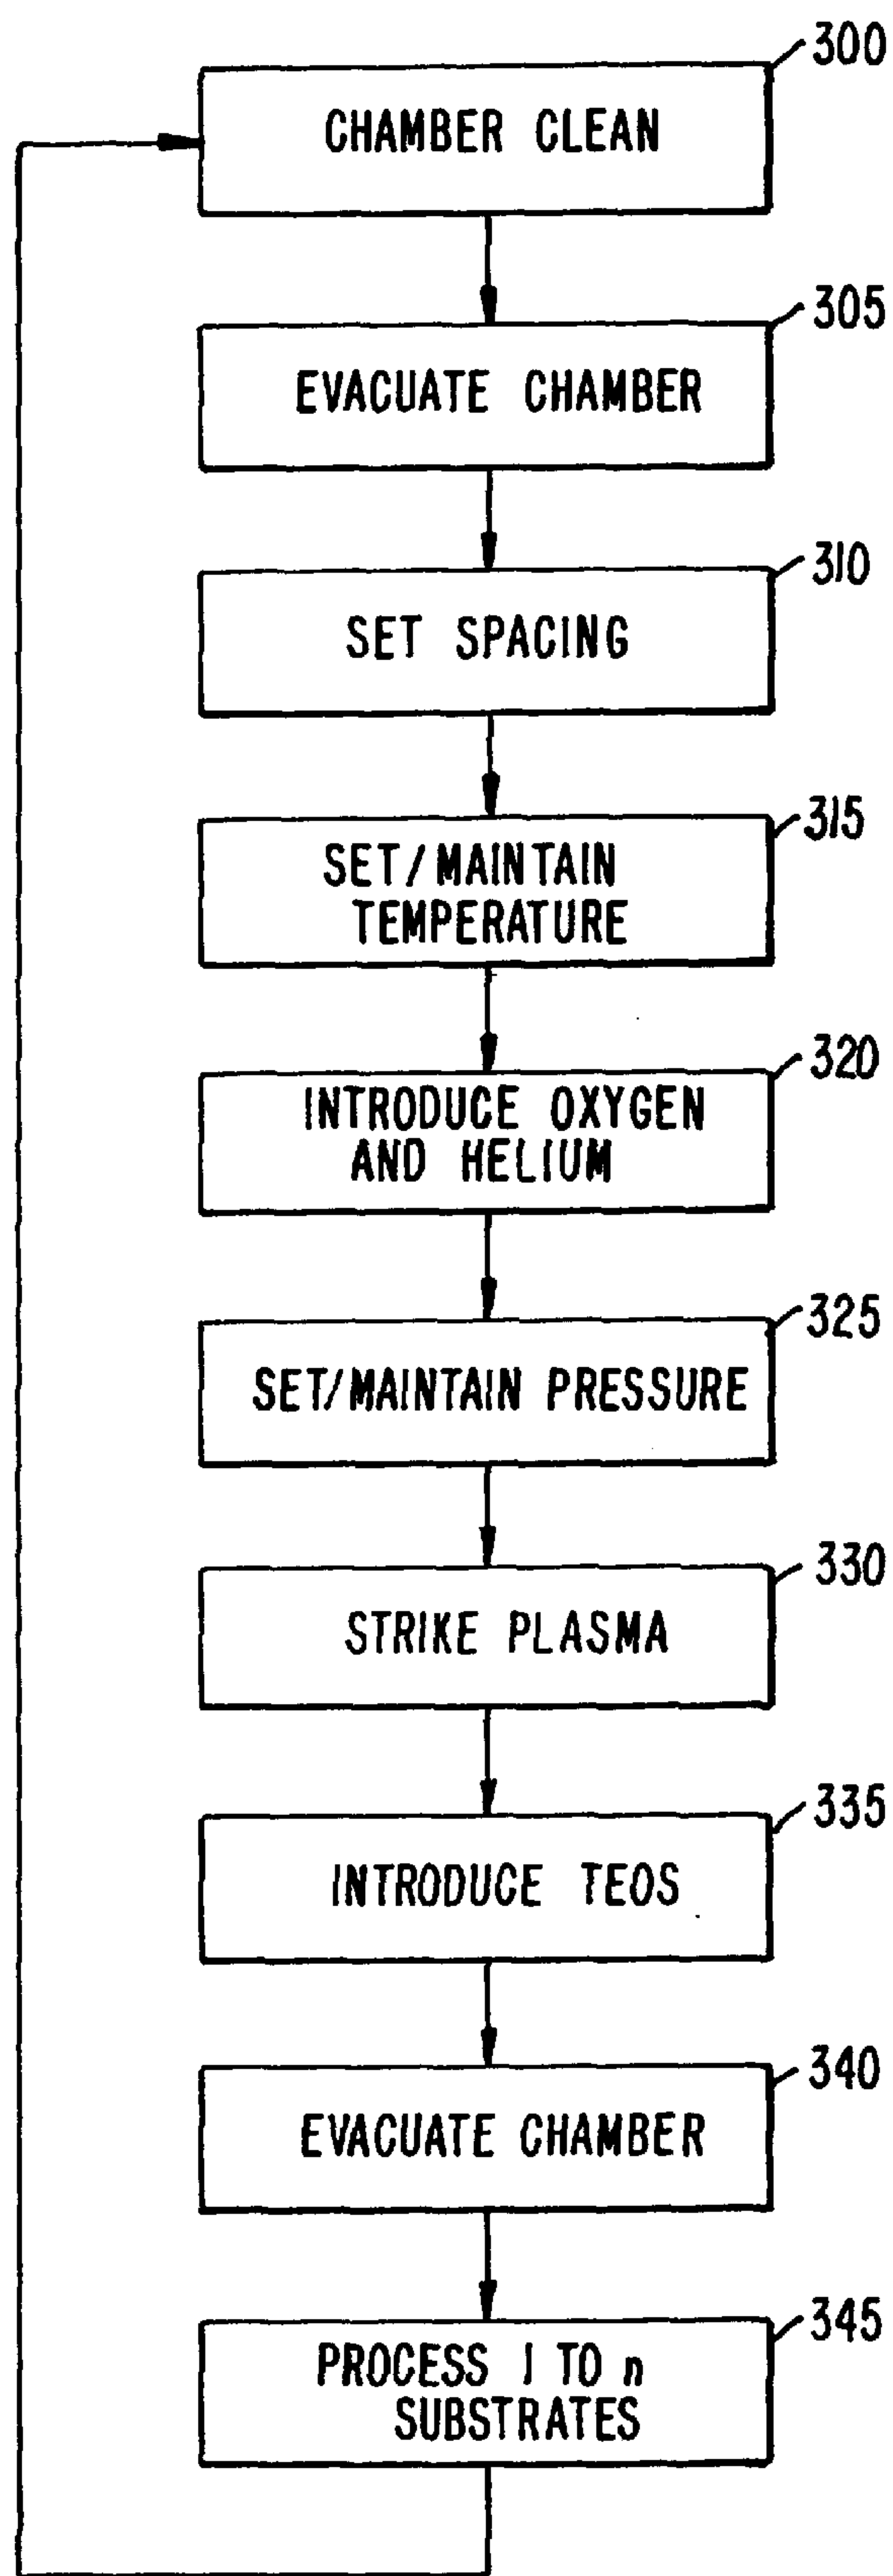 300
CHAMBER CLEAN
305
EVACUATE CHAMBER
310
SET SPACING
315
SET/MAINTAIN
TEMPERATURE
320
INTRODUCE OXYGEN
AND HELIUM
325
SET/MAINTAIN PRESSURE
330
STRIKE PLASMA
335
INTRODUCE TEOS
340
EVACUATE CHAMBER
345
PROCESS 1 TO n
SUBSTRATES